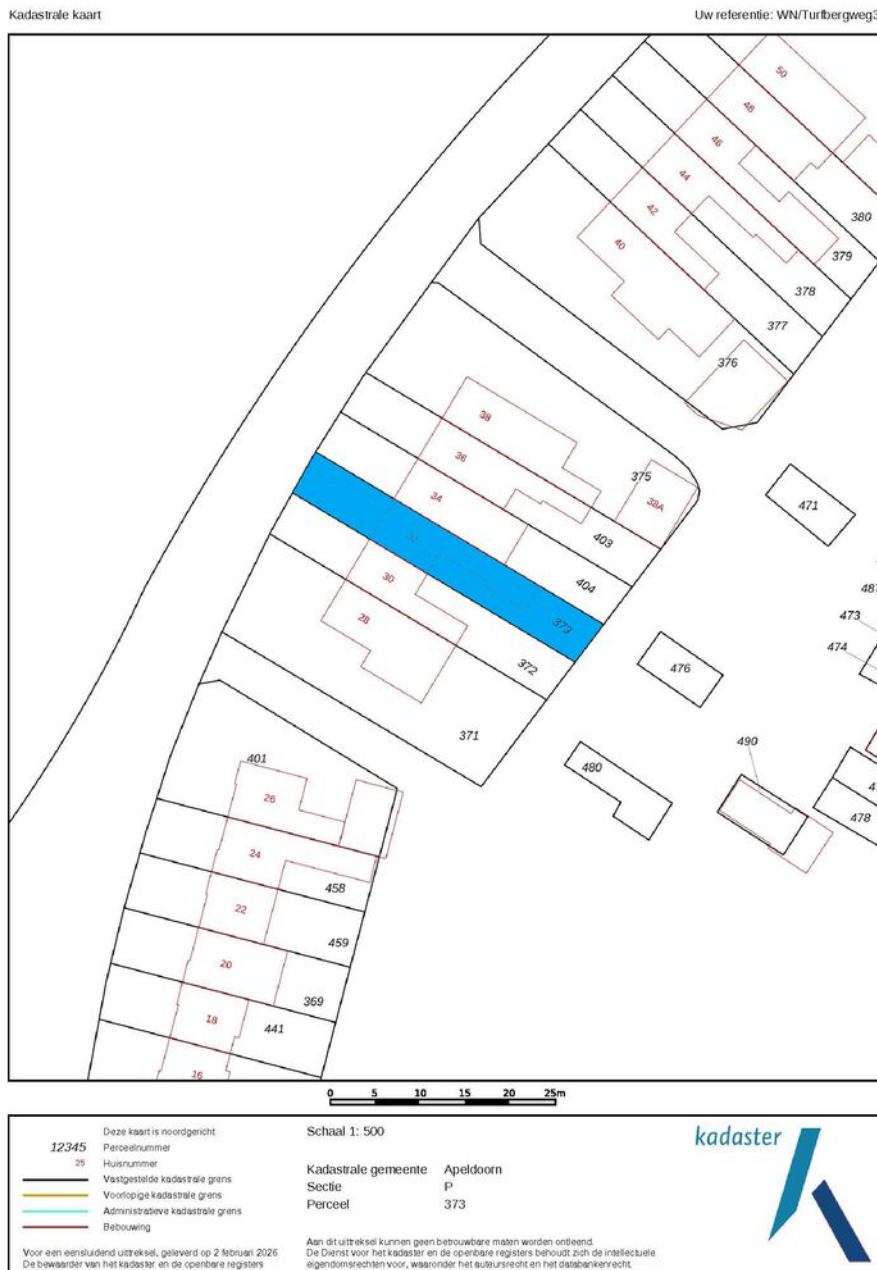 Kadastrale kaart
Uw referentie: WN/Turfbergweg3
50
48
46
44
42
40
380
379
378
377
376
38
36
34
375
38A
403
404
32
30
28
373
372
371
471
487
473
474
476
490
480
478
401
26
24
22
20
18
16
458
459
369
441
0 5 10 15 20 25m
Deze kaart is noordgericht
12345 Perceelnummer
25 Huisnummer
Vastgestelde kadastrale grens
Voorlopige kadastrale grens
Administratieve kadastrale grens
Bebouwing
Voor een eensluidend uittreksel, geleverd op 2 februari 2026
De bewaarder van het kadaster en de openbare registers
Schaal 1: 500
Kadastrale gemeente Apeldoorn
Sectie P
Perceel 373
Aan dit uittreksel kunnen geen betrouwbare maten worden ontleend.
De Dienst voor het kadaster en de openbare registers behoudt zich de intellectuele
eigendomsrechten voor, waaronder het auteursrecht en het databankenrecht.
kadaster